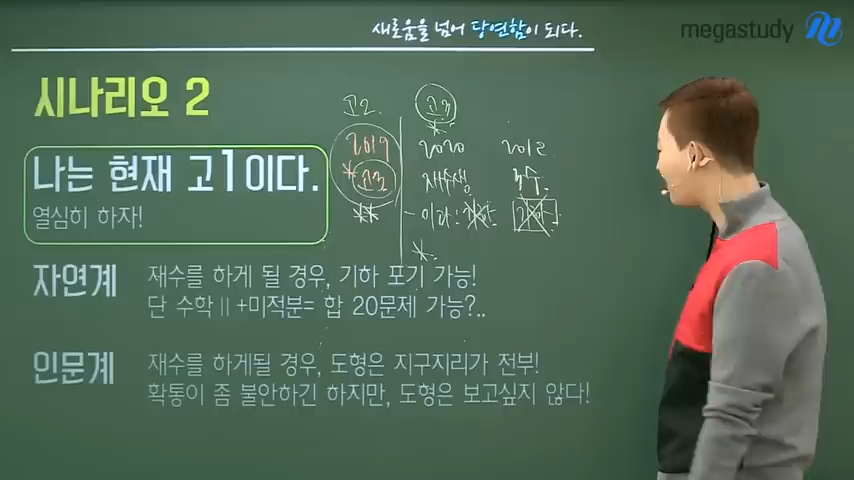 새로움을 넘어 당연함이 되다.
megastudy
시나리오 2
고2. 고3
2019 2020
고3 재수생
나는 현재 고1이다.
열심히 하자!
자연계
재수를 하게 될 경우, 기하 포기 가능!
단 수학Ⅱ+미적분= 합 20문제 가능?..
인문계
재수를 하게될 경우, 도형은 지구지리가 전부!
확통이 좀 불안하긴 하지만, 도형은 보고싶지 않다!